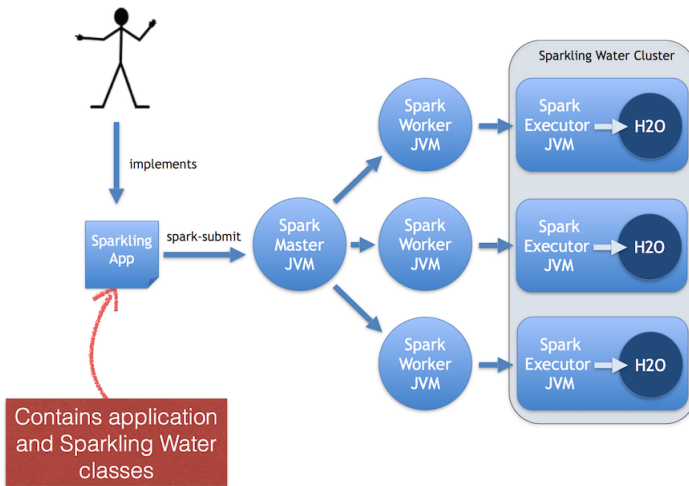 Sparkling Water Cluster
Spark
Worker
JVM
Spark
Executor
JVM
H2O
implements
Sparkling
App
spark-submit
Spark
Master
JVM
Spark
Worker
JVM
Spark
Executor
JVM
H2O
Spark
Worker
JVM
Spark
Executor
JVM
H2O
Contains application
and Sparkling Water
classes